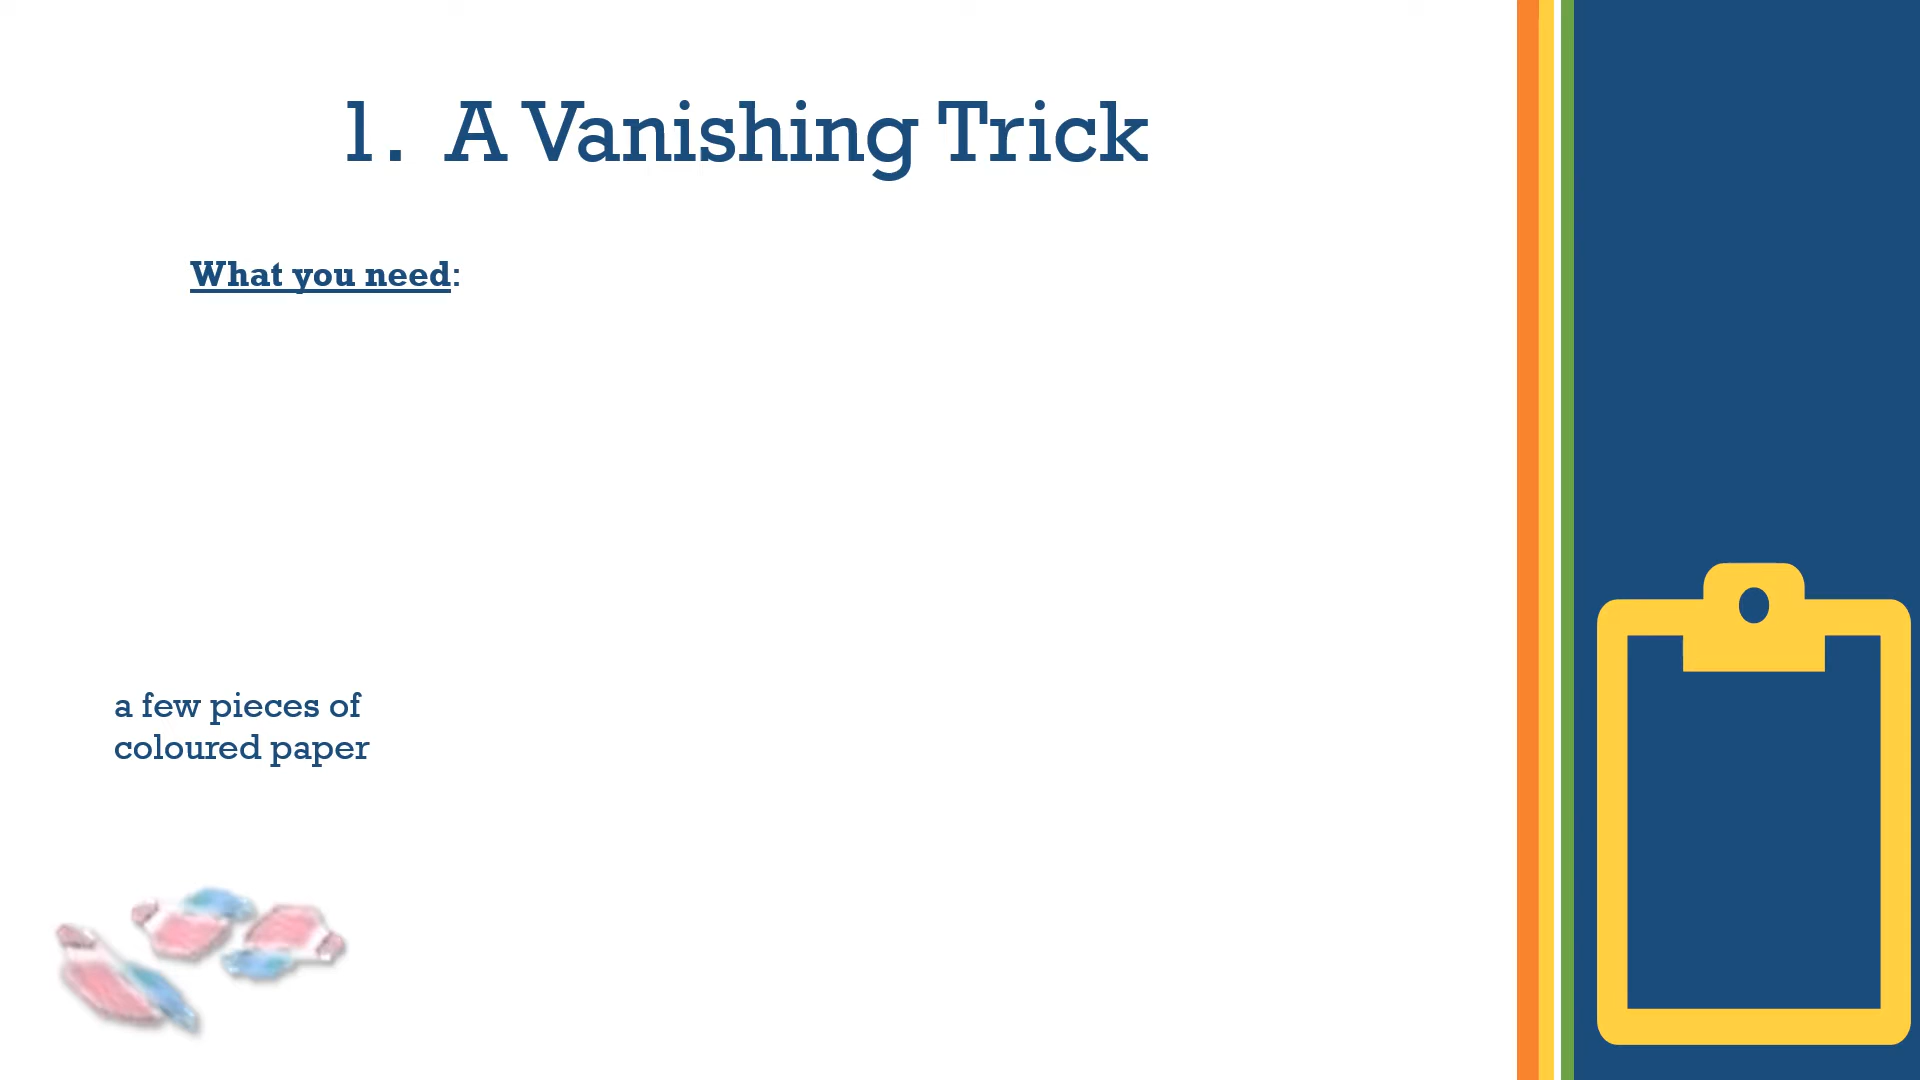 1. A Vanishing Trick
What you need:
a few pieces of
coloured paper